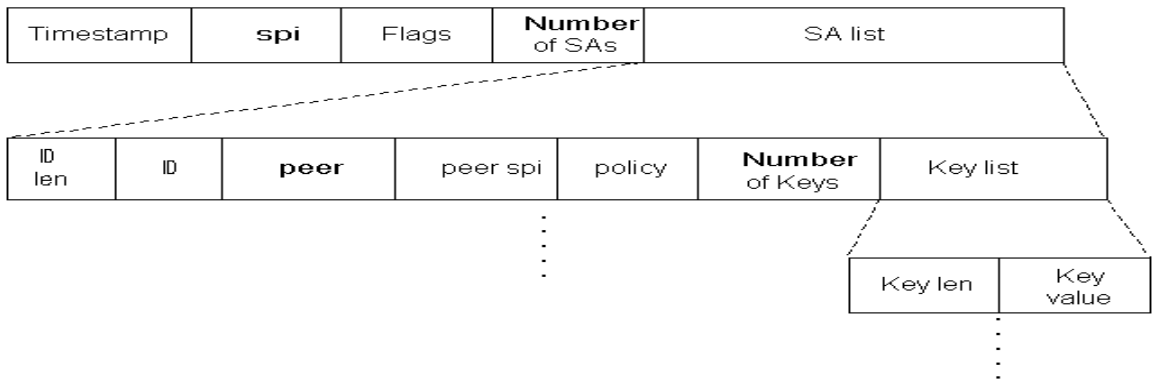 Timestamp
spi
Flags
Number
of SAs
SA list
ID
len
ID
peer
peer spi
policy
Number
of Keys
Key list
Key len
Key
value